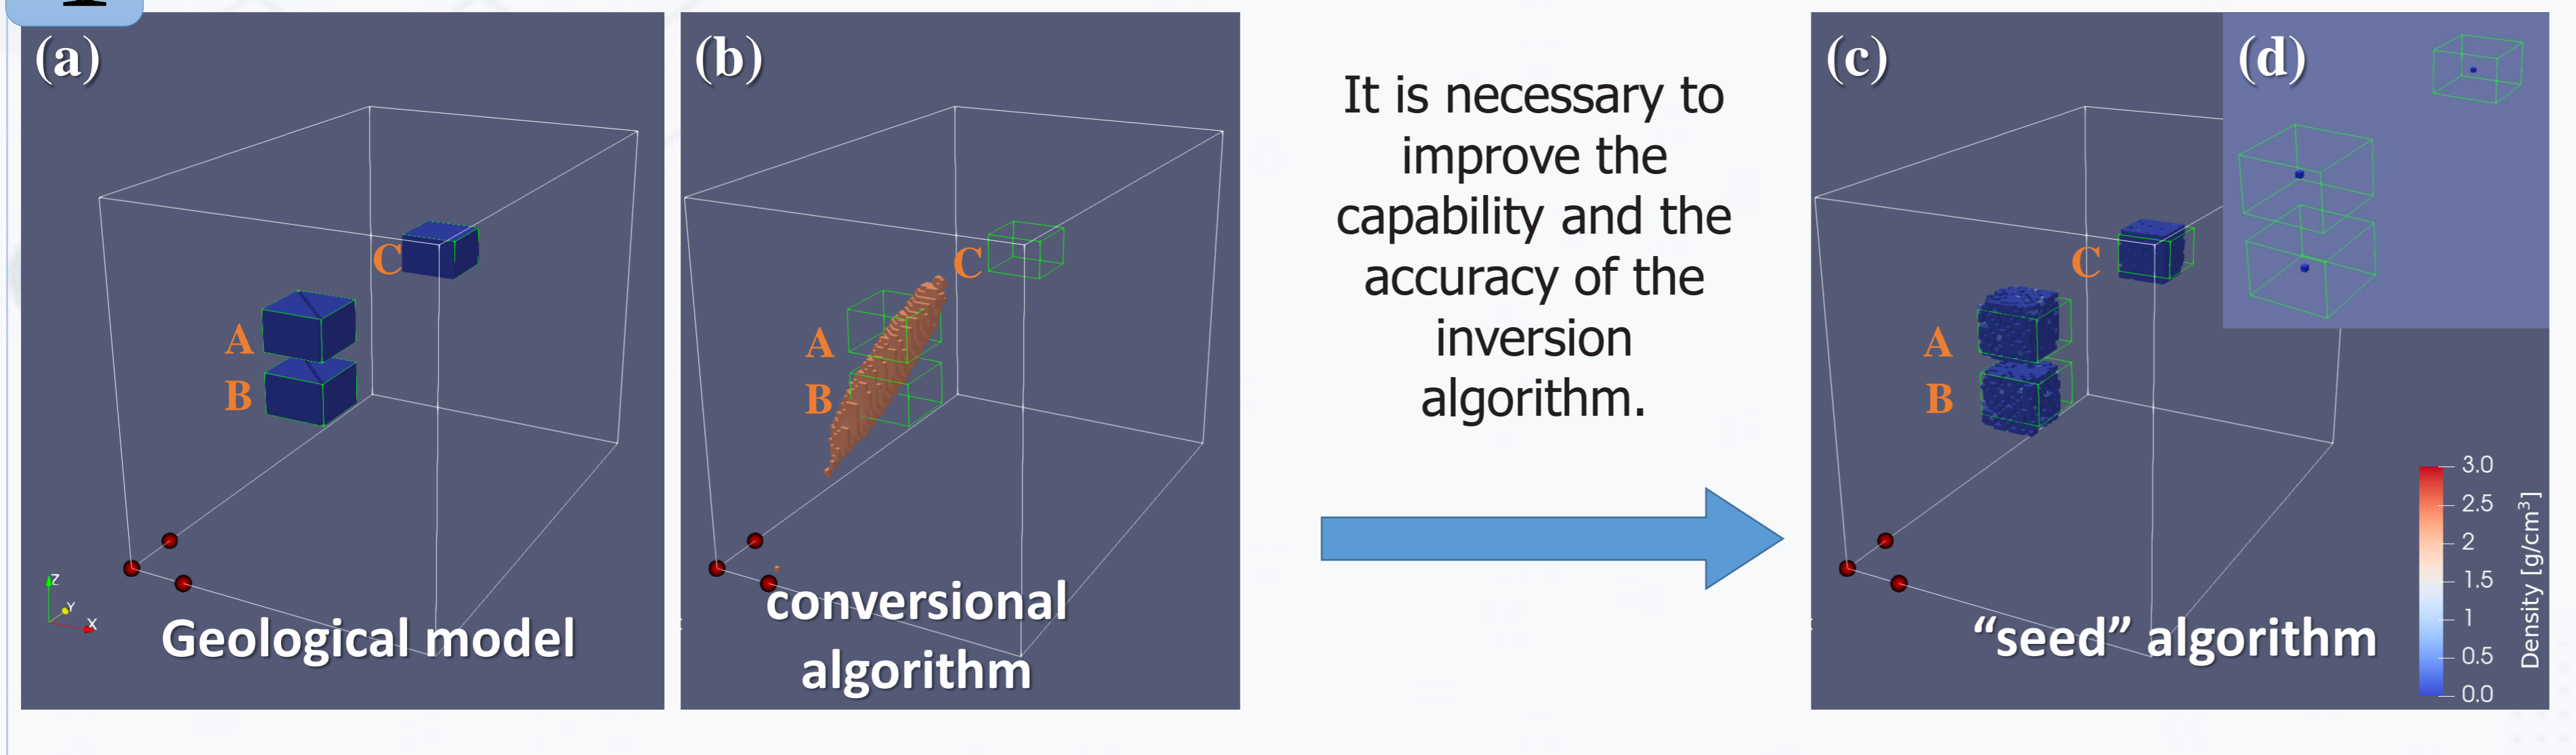 (a)
C
A
B
Z
Y
X
Geological model
(b)
C
A
B
conversional
algorithm
It is necessary to
improve the
capability and the
accuracy of the
inversion
algorithm.
(c)
C
A
B
“seed” algorithm
(d)
3.0
2.5
2
1.5
1
0.5
0.0
Density [g/cm³]